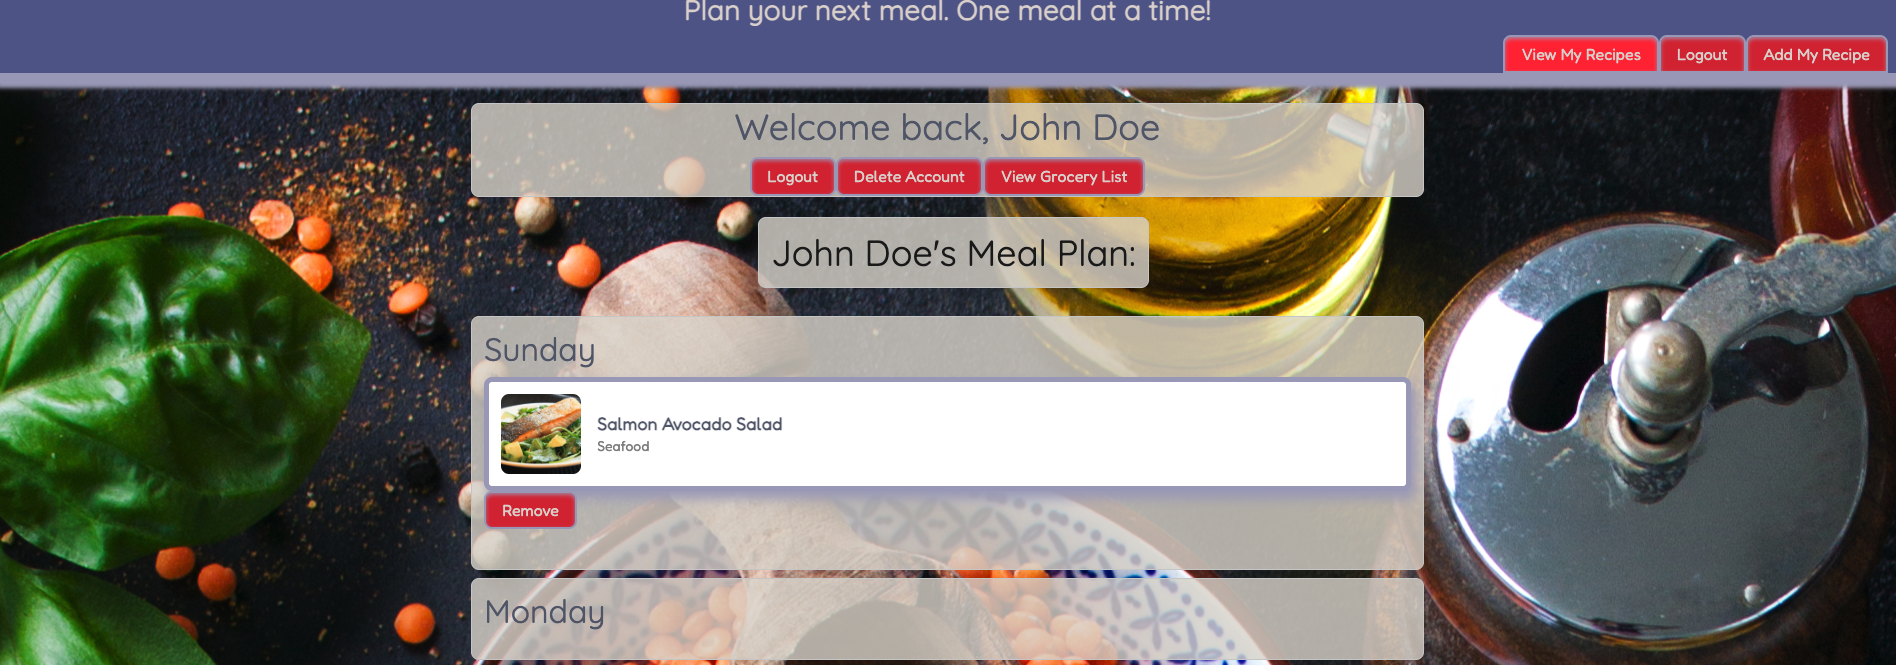 Plan your next meal. One meal at a time!
View My Recipes Logout Add My Recipe
Welcome back, John Doe
Logout Delete Account View Grocery List
John Doe's Meal Plan:
Sunday
Salmon Avocado Salad
Seafood
Remove
Monday